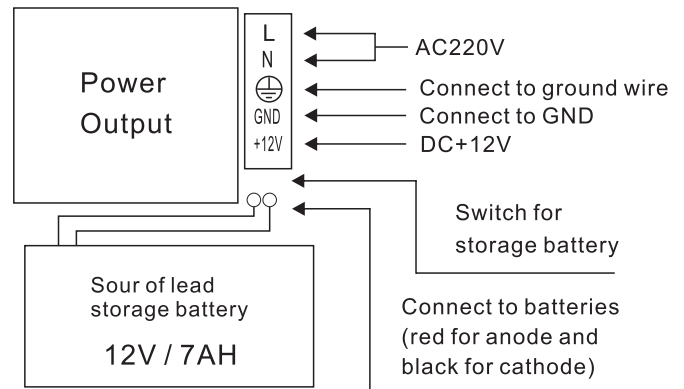 Power
Output
L
N
GND
+12V
AC220V
Connect to ground wire
Connect to GND
DC+12V
Switch for
storage battery
Sour of lead
storage battery
12V / 7AH
Connect to batteries
(red for anode and
black for cathode)